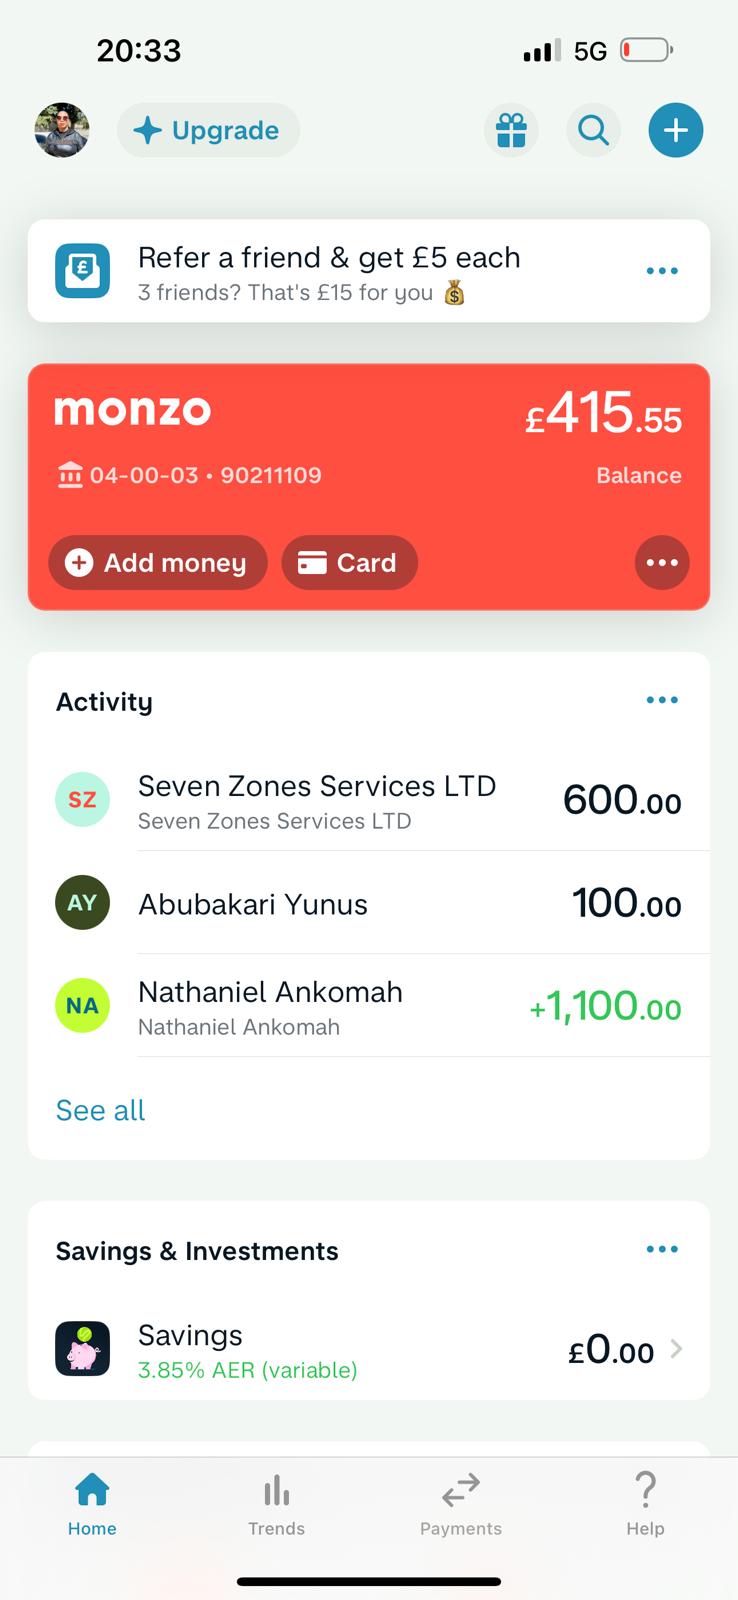 20:33
5G
Upgrade
Refer a friend & get £5 each
3 friends? That's £15 for you 💰
monzo
£415.55
04-00-03 • 90211109
Balance
Add money
Card
Activity
SZ
Seven Zones Services LTD
Seven Zones Services LTD
600.00
AY
Abubakari Yunus
100.00
NA
Nathaniel Ankomah
Nathaniel Ankomah
+1,100.00
See all
Savings & Investments
Savings
3.85% AER (variable)
£0.00
Home
Trends
Payments
Help